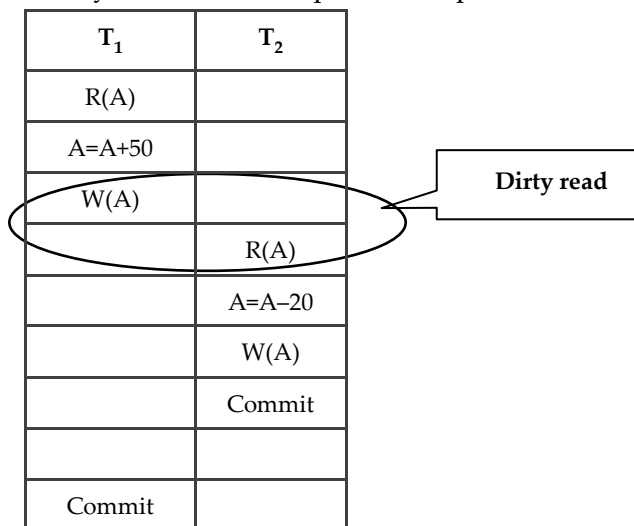 T₁ T₂
R(A)
A=A+50
W(A)
Dirty read
R(A)
A=A–20
W(A)
Commit
Commit